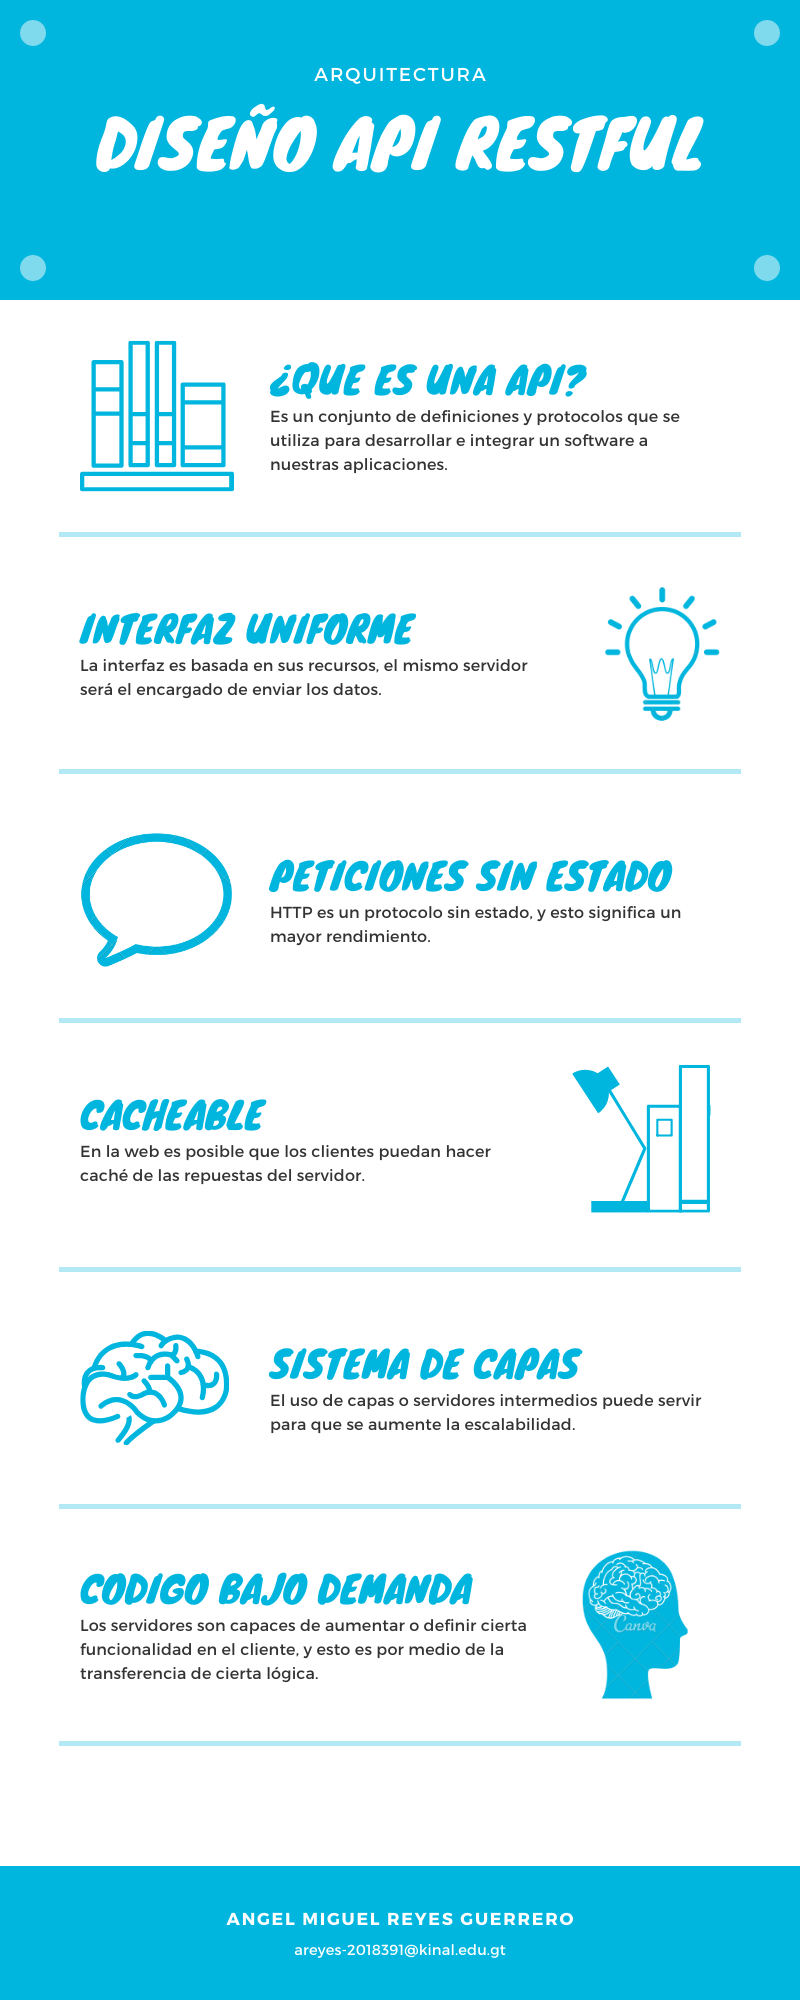 ARQUITECTURA
DISEÑO API RESTFUL
¿QUE ES UNA API?
Es un conjunto de definiciones y protocolos que se
utiliza para desarrollar e integrar un software a
nuestras aplicaciones.
INTERFAZ UNIFORME
La interfaz es basada en sus recursos, el mismo servidor
será el encargado de enviar los datos.
PETICIONES SIN ESTADO
HTTP es un protocolo sin estado, y esto significa un
mayor rendimiento.
CACHEABLE
En la web es posible que los clientes puedan hacer
caché de las repuestas del servidor.
SISTEMA DE CAPAS
El uso de capas o servidores intermedios puede servir
para que se aumente la escalabilidad.
CODIGO BAJO DEMANDA
Los servidores son capaces de aumentar o definir cierta
funcionalidad en el cliente, y esto es por medio de la
transferencia de cierta lógica.
Canva
ANGEL MIGUEL REYES GUERRERO
areyes-2018391@kinal.edu.gt